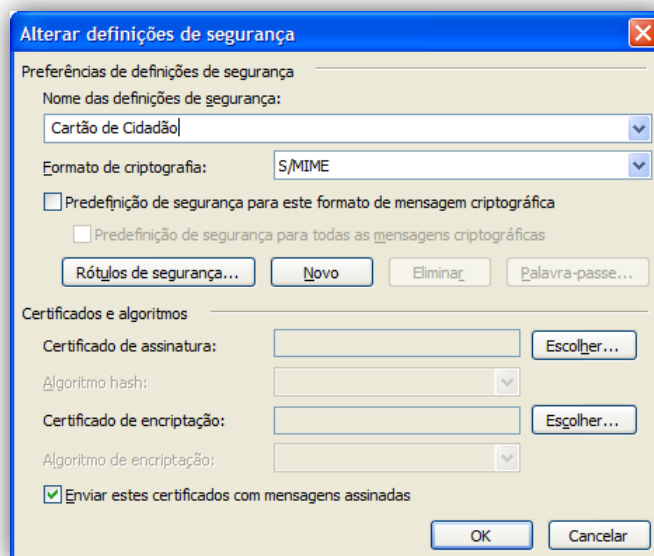 Alterar definições de segurança
Preferências de definições de segurança
Nome das definições de segurança:
Cartão de Cidadão
Formato de criptografia: S/MIME
Predefinição de segurança para este formato de mensagem criptográfica
Predefinição de segurança para todas as mensagens criptográficas
Rótulos de segurança... Novo Eliminar Palavra-passe...
Certificados e algoritmos
Certificado de assinatura: Escolher...
Algoritmo hash:
Certificado de encriptação: Escolher...
Algoritmo de encriptação:
Enviar estes certificados com mensagens assinadas
OK Cancelar